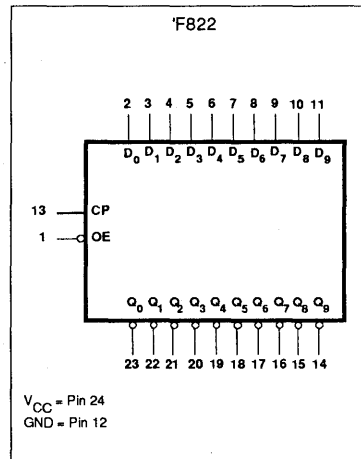 'F822
2 3 4 5 6 7 8 9 10 11
D0 D1 D2 D3 D4 D5 D6 D7 D8 D9
13 CP
1 OE
Q0 Q1 Q2 Q3 Q4 Q5 Q6 Q7 Q8 Q9
23 22 21 20 19 18 17 16 15 14
VCC = Pin 24
GND = Pin 12